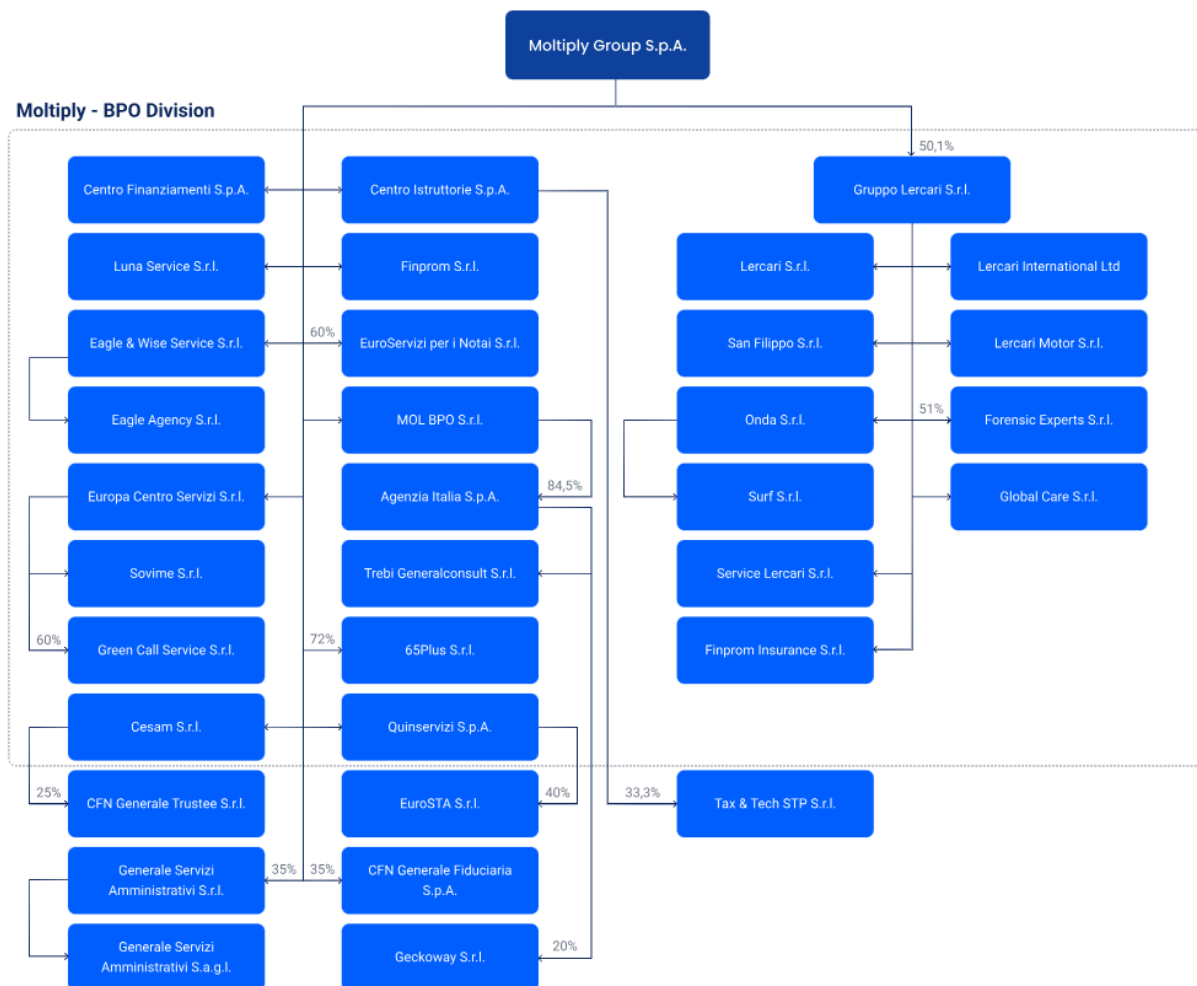 Moltiply Group S.p.A.
Moltiply - BPO Division
50,1%
Centro Finanziamenti S.p.A.
Centro Istruttorie S.p.A.
Gruppo Lercari S.r.l.
Luna Service S.r.l.
Finprom S.r.l.
Lercari S.r.l.
Lercari International Ltd
60%
Eagle & Wise Service S.r.l.
EuroServizi per i Notai S.r.l.
San Filippo S.r.l.
Lercari Motor S.r.l.
Eagle Agency S.r.l.
MOL BPO S.r.l.
Onda S.r.l.
51%
Forensic Experts S.r.l.
Europa Centro Servizi S.r.l.
Agenzia Italia S.p.A.
84,5%
Surf S.r.l.
Global Care S.r.l.
Sovime S.r.l.
Trebi Generalconsult S.r.l.
Service Lercari S.r.l.
60%
Green Call Service S.r.l.
72%
65Plus S.r.l.
Finprom Insurance S.r.l.
Cesam S.r.l.
Quinservizi S.p.A.
25%
CFN Generale Trustee S.r.l.
EuroSTA S.r.l.
40%
33,3%
Tax & Tech STP S.r.l.
Generale Servizi
Amministrativi S.r.l.
35%
35%
CFN Generale Fiduciaria
S.p.A.
Generale Servizi
Amministrativi S.a.g.l.
Geckoway S.r.l.
20%